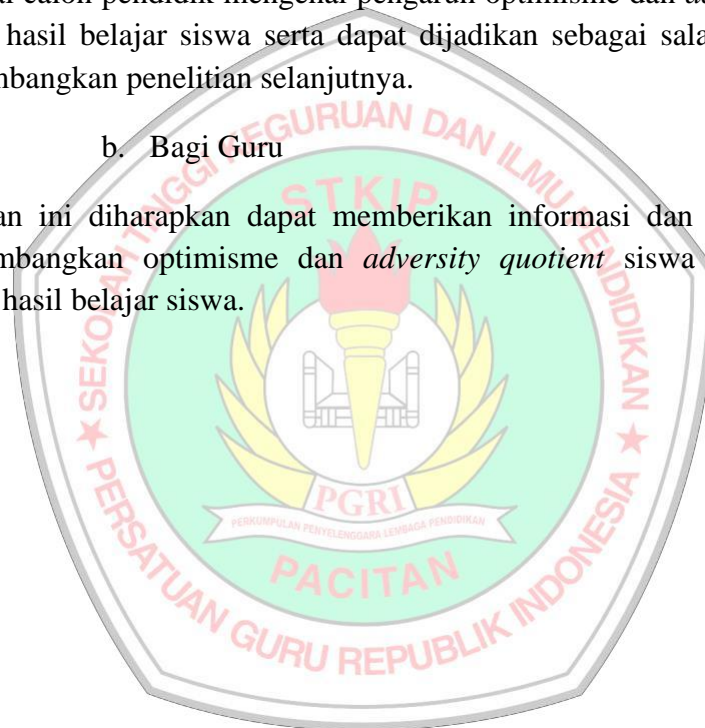 ai calon pendidik mengenai pengaruh optimisme dan
hasil belajar siswa serta dapat dijadikan sebagai sala
mbangkan penelitian selanjutnya.
b. Bagi Guru
an ini diharapkan dapat memberikan informasi dan
mbangkan optimisme dan adversity quotient siswa
hasil belajar siswa.
SEKOLAH TINGGI KEGURUAN DAN ILMU PENDIDIKAN
STKIP
PGRI
PERKUMPULAN PENYELENGGARA LEMBAGA PENDIDIKAN
PACITAN
★ PERSATUAN GURU REPUBLIK INDONESIA ★